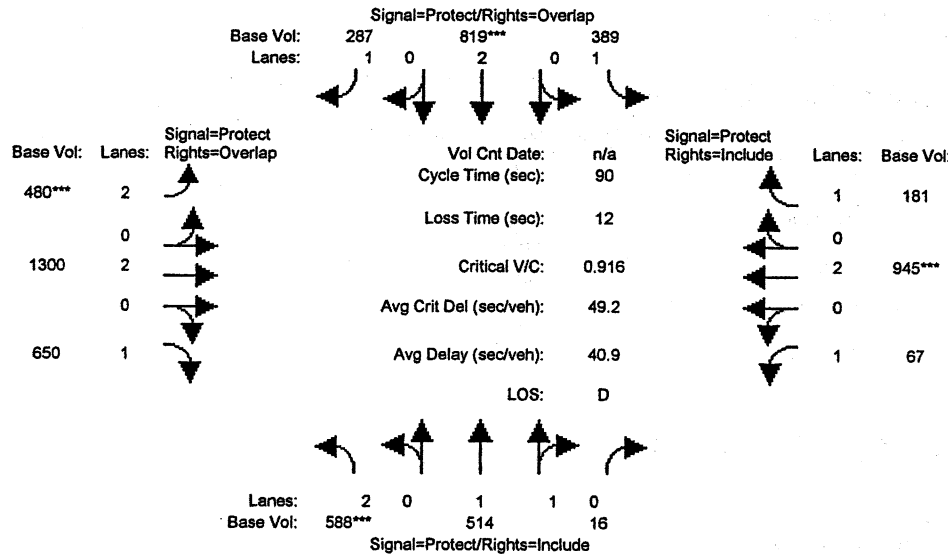 Signal=Protect/Rights=Overlap
Base Vol: 287 819*** 389
Lanes: 1 0 2 0 1
Signal=Protect
Rights=Overlap
Base Vol: Lanes:
Vol Cnt Date: n/a
Signal=Protect
Rights=Include
Lanes: Base Vol:
Cycle Time (sec): 90
480*** 2
1 181
Loss Time (sec): 12
0
0
1300 2
Critical V/C: 0.916
2 945***
0
Avg Crit Del (sec/veh): 49.2
0
650 1
Avg Delay (sec/veh): 40.9
1 67
LOS: D
Lanes: 2 0 1 1 0
Base Vol: 588*** 514 16
Signal=Protect/Rights=Include